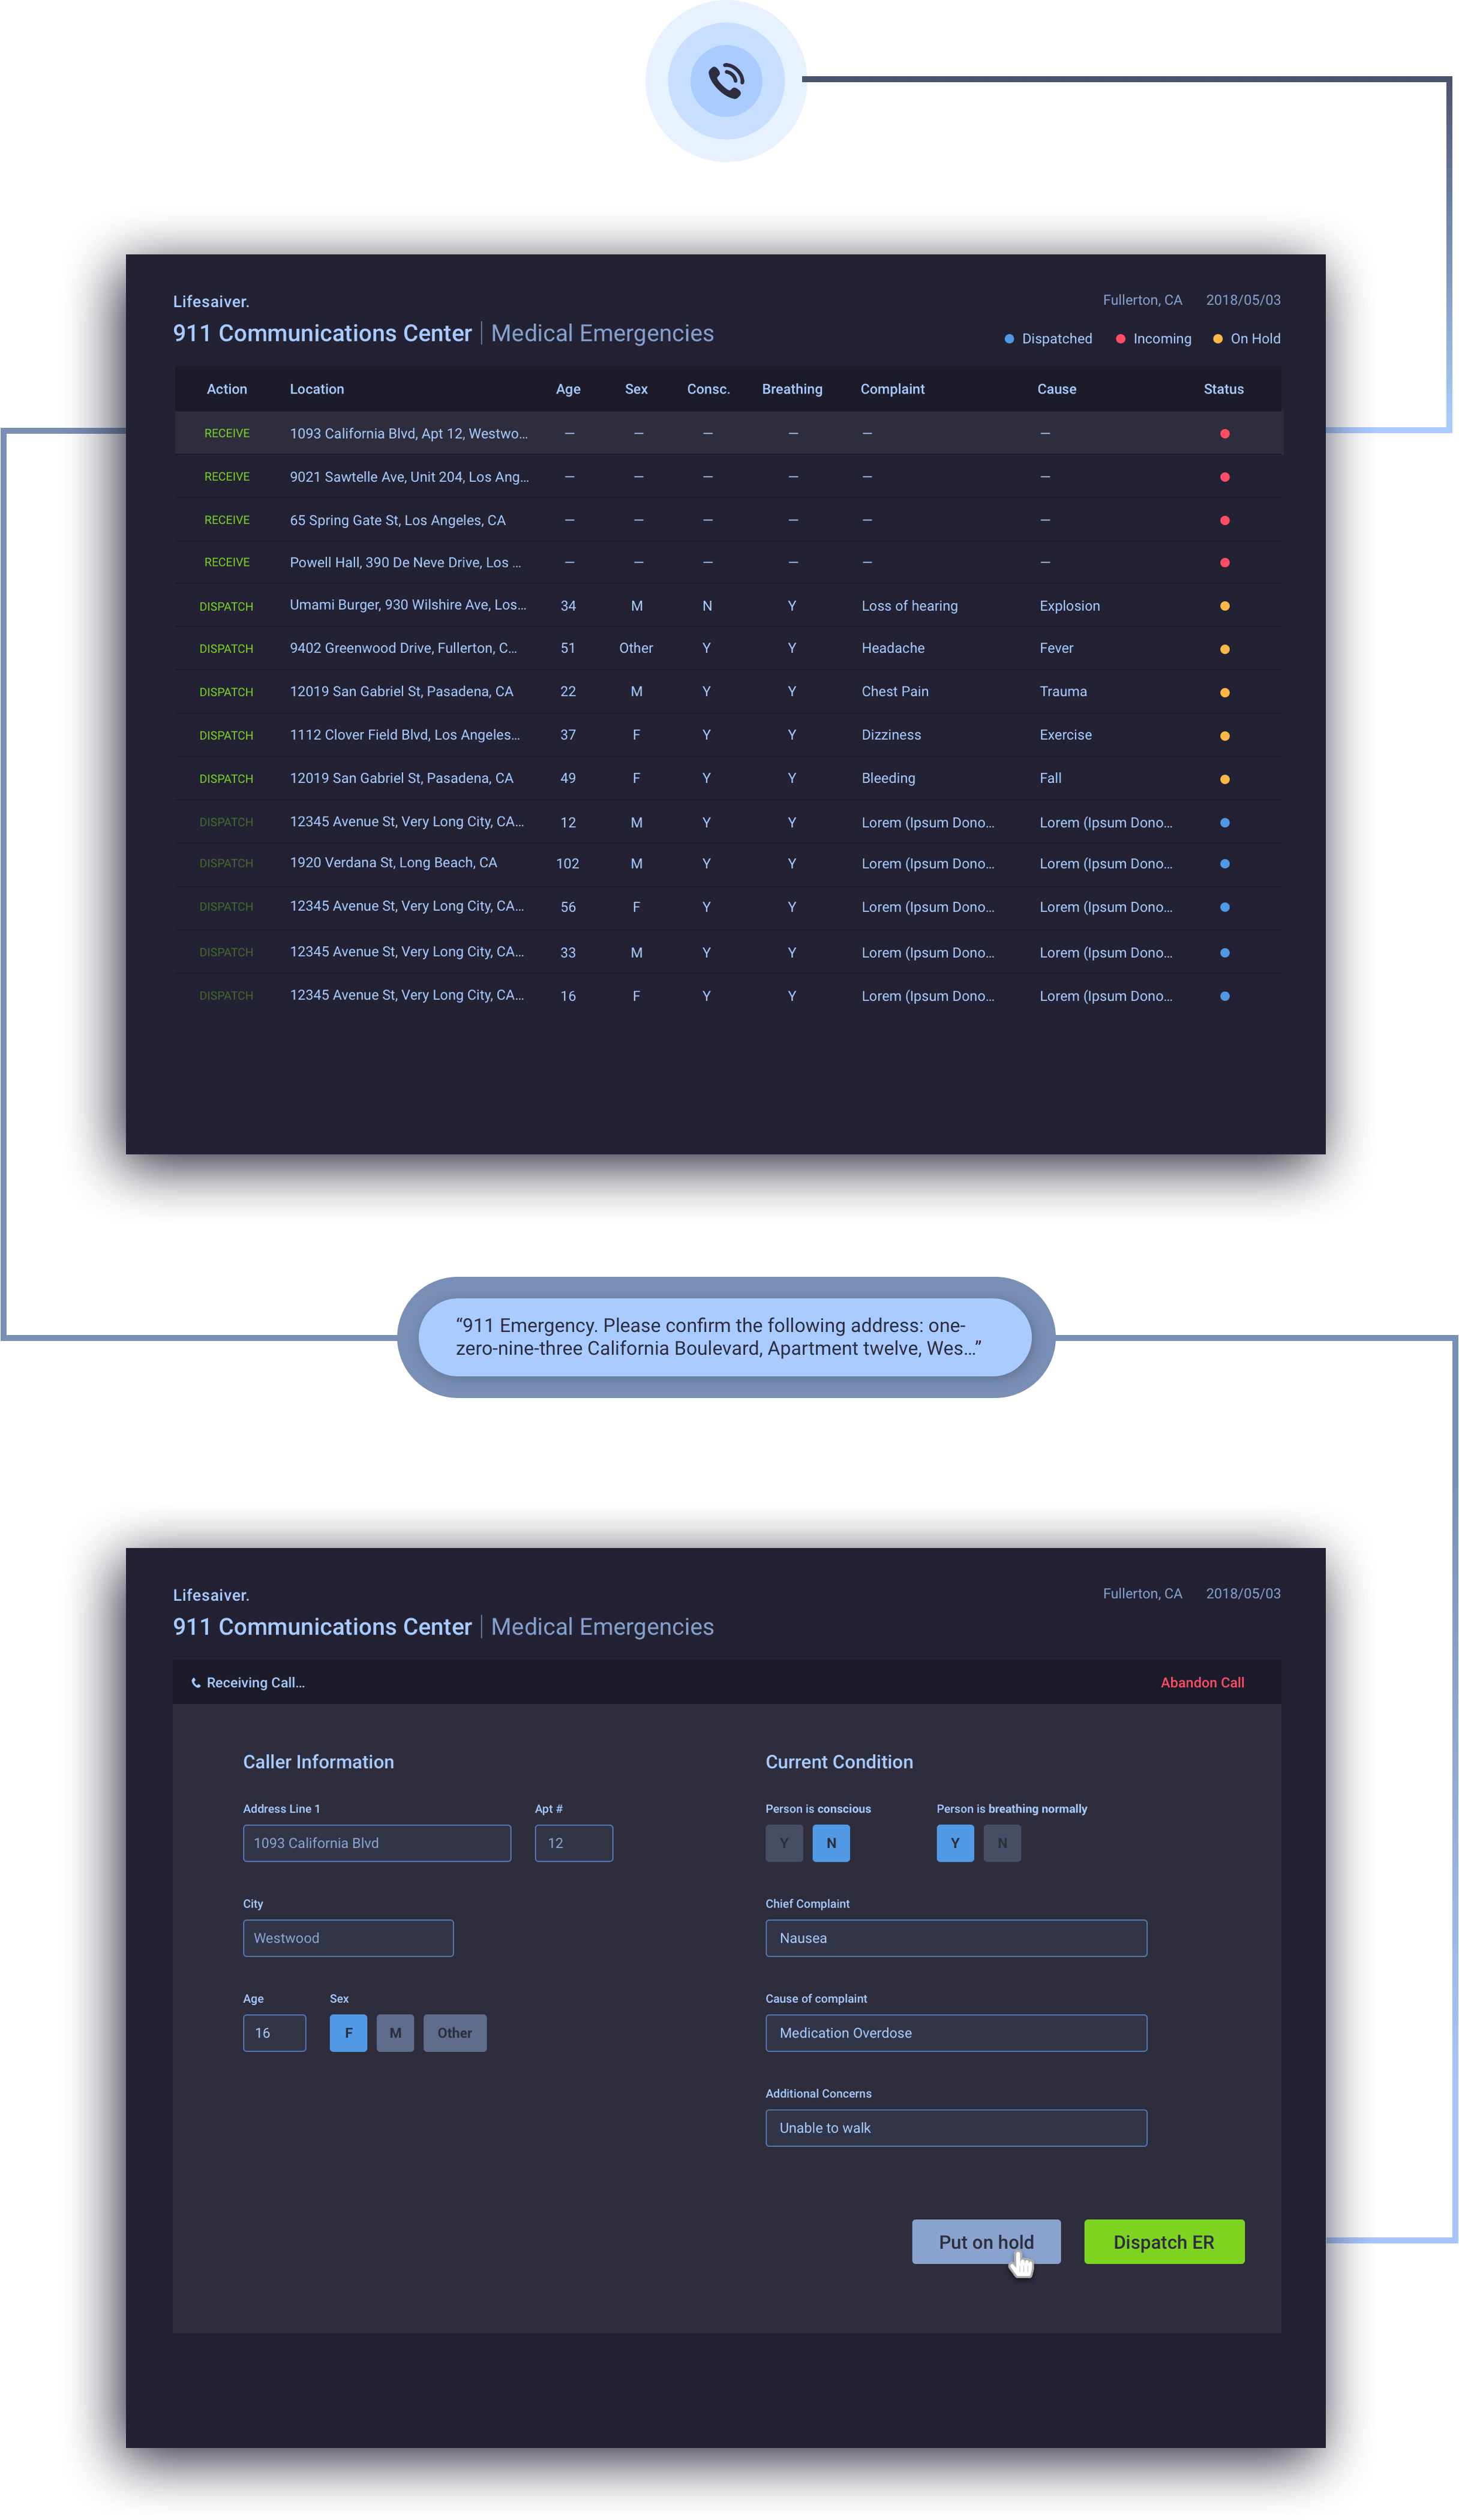 Lifesaiver.
Fullerton, CA 2018/05/03
911 Communications Center | Medical Emergencies
Dispatched Incoming On Hold
Action Location Age Sex Consc. Breathing Complaint Cause Status
RECEIVE 1093 California Blvd, Apt 12, Westwo... — — — — — —
RECEIVE 9021 Sawtelle Ave, Unit 204, Los Ang... — — — — — —
RECEIVE 65 Spring Gate St, Los Angeles, CA — — — — — —
RECEIVE Powell Hall, 390 De Neve Drive, Los ... — — — — — —
DISPATCH Umami Burger, 930 Wilshire Ave, Los... 34 M N Y Loss of hearing Explosion
DISPATCH 9402 Greenwood Drive, Fullerton, C... 51 Other Y Y Headache Fever
DISPATCH 12019 San Gabriel St, Pasadena, CA 22 M Y Y Chest Pain Trauma
DISPATCH 1112 Clover Field Blvd, Los Angeles... 37 F Y Y Dizziness Exercise
DISPATCH 12019 San Gabriel St, Pasadena, CA 49 F Y Y Bleeding Fall
DISPATCH 12345 Avenue St, Very Long City, CA... 12 M Y Y Lorem (Ipsum Dono... Lorem (Ipsum Dono...
DISPATCH 1920 Verdana St, Long Beach, CA 102 M Y Y Lorem (Ipsum Dono... Lorem (Ipsum Dono...
DISPATCH 12345 Avenue St, Very Long City, CA... 56 F Y Y Lorem (Ipsum Dono... Lorem (Ipsum Dono...
DISPATCH 12345 Avenue St, Very Long City, CA... 33 M Y Y Lorem (Ipsum Dono... Lorem (Ipsum Dono...
DISPATCH 12345 Avenue St, Very Long City, CA... 16 F Y Y Lorem (Ipsum Dono... Lorem (Ipsum Dono...
“911 Emergency. Please confirm the following address: one-
zero-nine-three California Boulevard, Apartment twelve, Wes...”
Lifesaiver.
Fullerton, CA 2018/05/03
911 Communications Center | Medical Emergencies
Receiving Call... Abandon Call
Caller Information
Address Line 1 Apt #
1093 California Blvd 12
City
Westwood
Age Sex
16 F M Other
Current Condition
Person is conscious Person is breathing normally
Y N Y N
Chief Complaint
Nausea
Cause of complaint
Medication Overdose
Additional Concerns
Unable to walk
Put on hold Dispatch ER